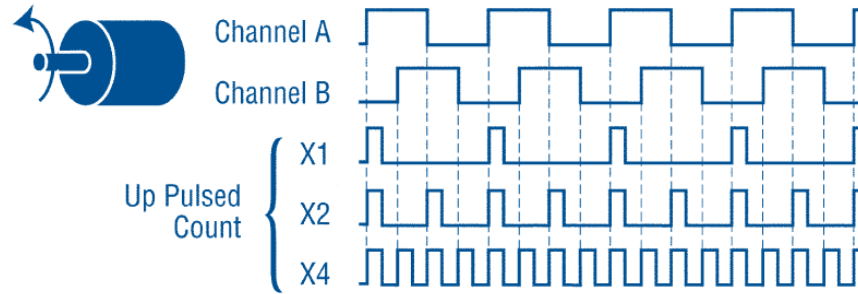 Channel A
Channel B
X1
Up Pulsed
Count
X2
X4